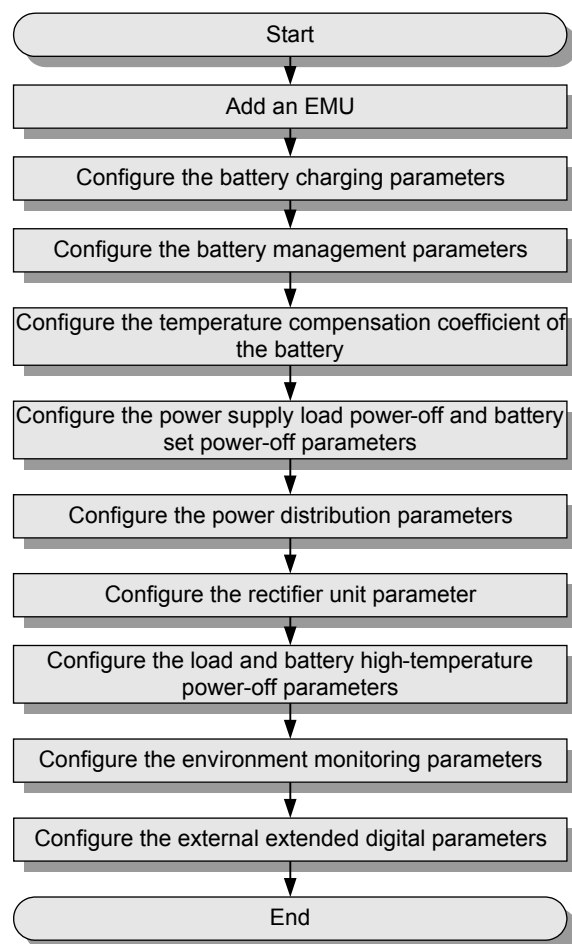 Start
Add an EMU
Configure the battery charging parameters
Configure the battery management parameters
Configure the temperature compensation coefficient of
the battery
Configure the power supply load power-off and battery
set power-off parameters
Configure the power distribution parameters
Configure the rectifier unit parameter
Configure the load and battery high-temperature
power-off parameters
Configure the environment monitoring parameters
Configure the external extended digital parameters
End